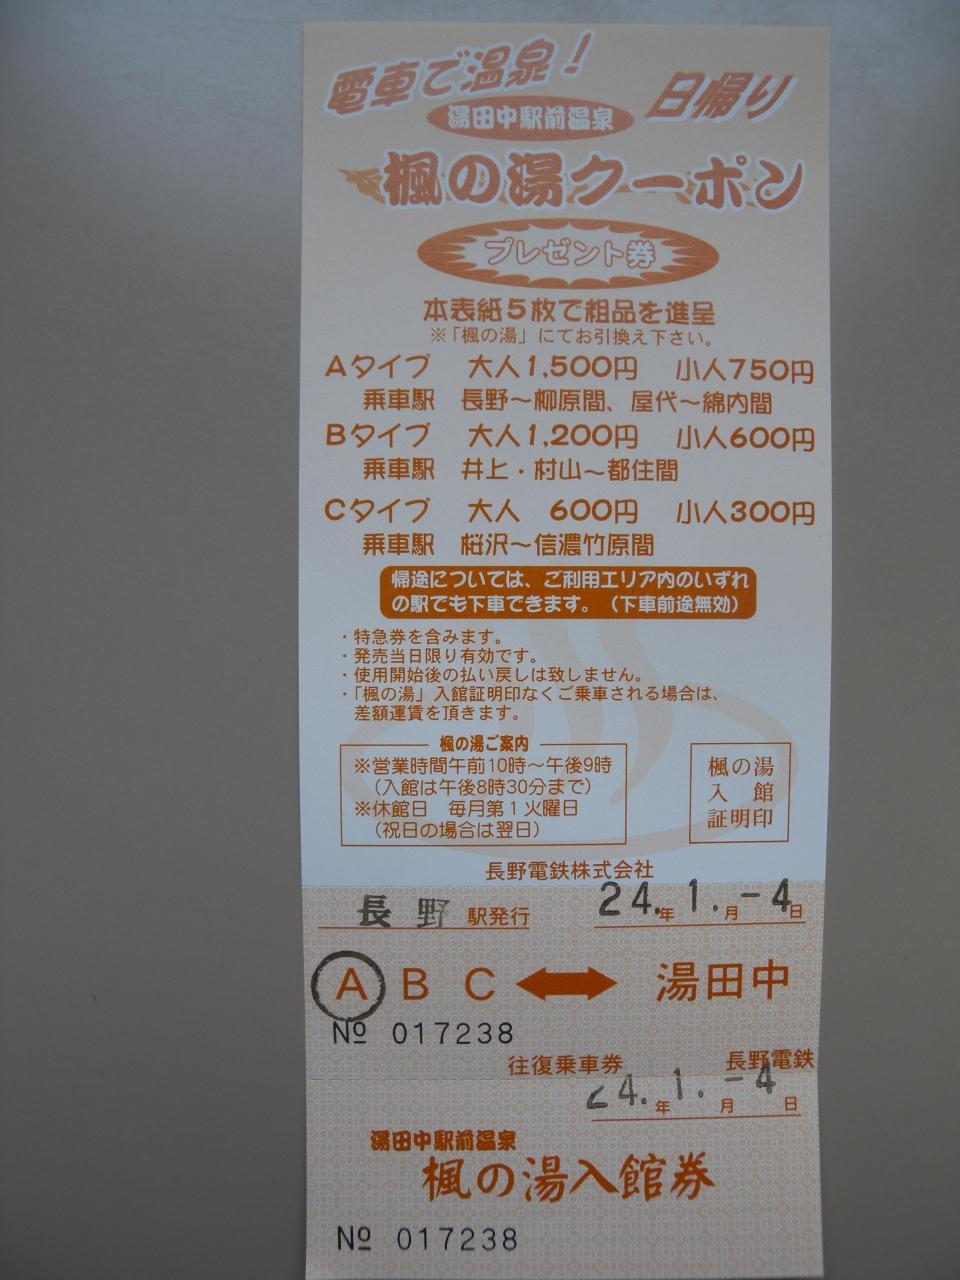 電車で温泉！
日帰り
湯田中駅前温泉
楓の湯クーポン
プレゼント券
本表紙５枚で粗品を進呈
※「楓の湯」にてお引換え下さい。
Aタイプ 大人1,500円 小人750円
乗車駅 長野～柳原間、屋代～綿内間
Bタイプ 大人1,200円 小人600円
乗車駅 井上・村山～都住間
Cタイプ 大人 600円 小人300円
乗車駅 桜沢～信濃竹原間
帰途については、ご利用エリア内のいずれ
の駅でも下車できます。（下車前途無効）
・特急券を含みます。
・発売当日限り有効です。
・使用開始後の払い戻しは致しません。
・「楓の湯」入館証明印なくご乗車される場合は、
差額運賃を頂きます。
楓の湯ご案内
※営業時間午前10時～午後9時
（入館は午後8時30分まで）
※休館日 毎月第１火曜日
（祝日の場合は翌日）
楓の湯
入館
証明印
長野電鉄株式会社
長野 駅発行 24.年 1.月 -4日
A B C ⟷ 湯田中
№ 017238
往復乗車券 長野電鉄
24.年 1.月 -4日
湯田中駅前温泉
楓の湯入館券
№ 017238